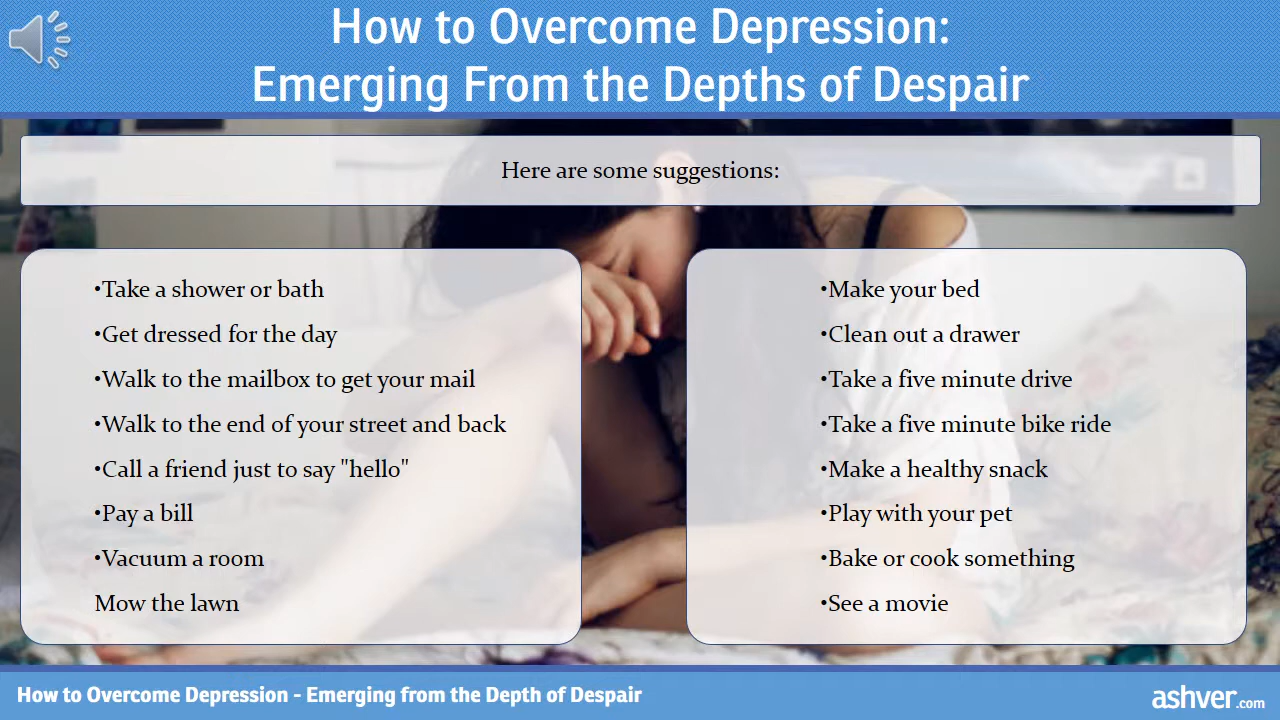 How to Overcome Depression:
Emerging From the Depths of Despair
Here are some suggestions:
•Take a shower or bath
•Get dressed for the day
•Walk to the mailbox to get your mail
•Walk to the end of your street and back
•Call a friend just to say "hello"
•Pay a bill
•Vacuum a room
Mow the lawn
•Make your bed
•Clean out a drawer
•Take a five minute drive
•Take a five minute bike ride
•Make a healthy snack
•Play with your pet
•Bake or cook something
•See a movie
How to Overcome Depression - Emerging from the Depth of Despair
ashver.com